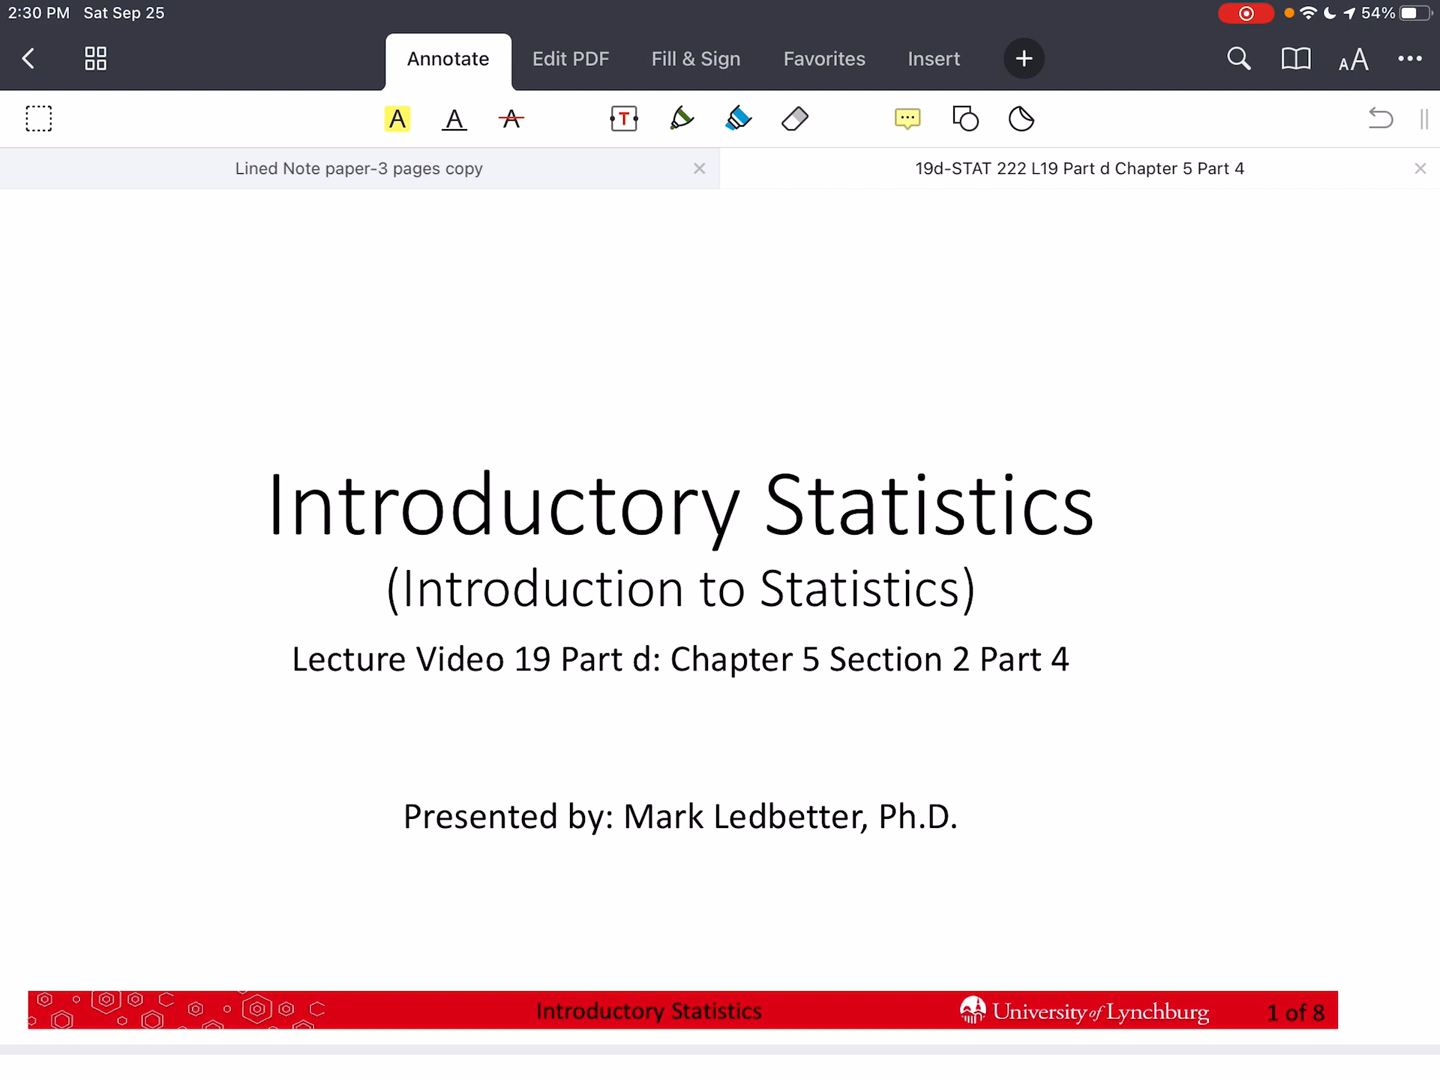 2:30 PM Sat Sep 25 54%
Annotate Edit PDF Fill & Sign Favorites Insert
A A A T
Lined Note paper-3 pages copy 19d-STAT 222 L19 Part d Chapter 5 Part 4
Introductory Statistics
(Introduction to Statistics)
Lecture Video 19 Part d: Chapter 5 Section 2 Part 4
Presented by: Mark Ledbetter, Ph.D.
Introductory Statistics University of Lynchburg 1 of 8